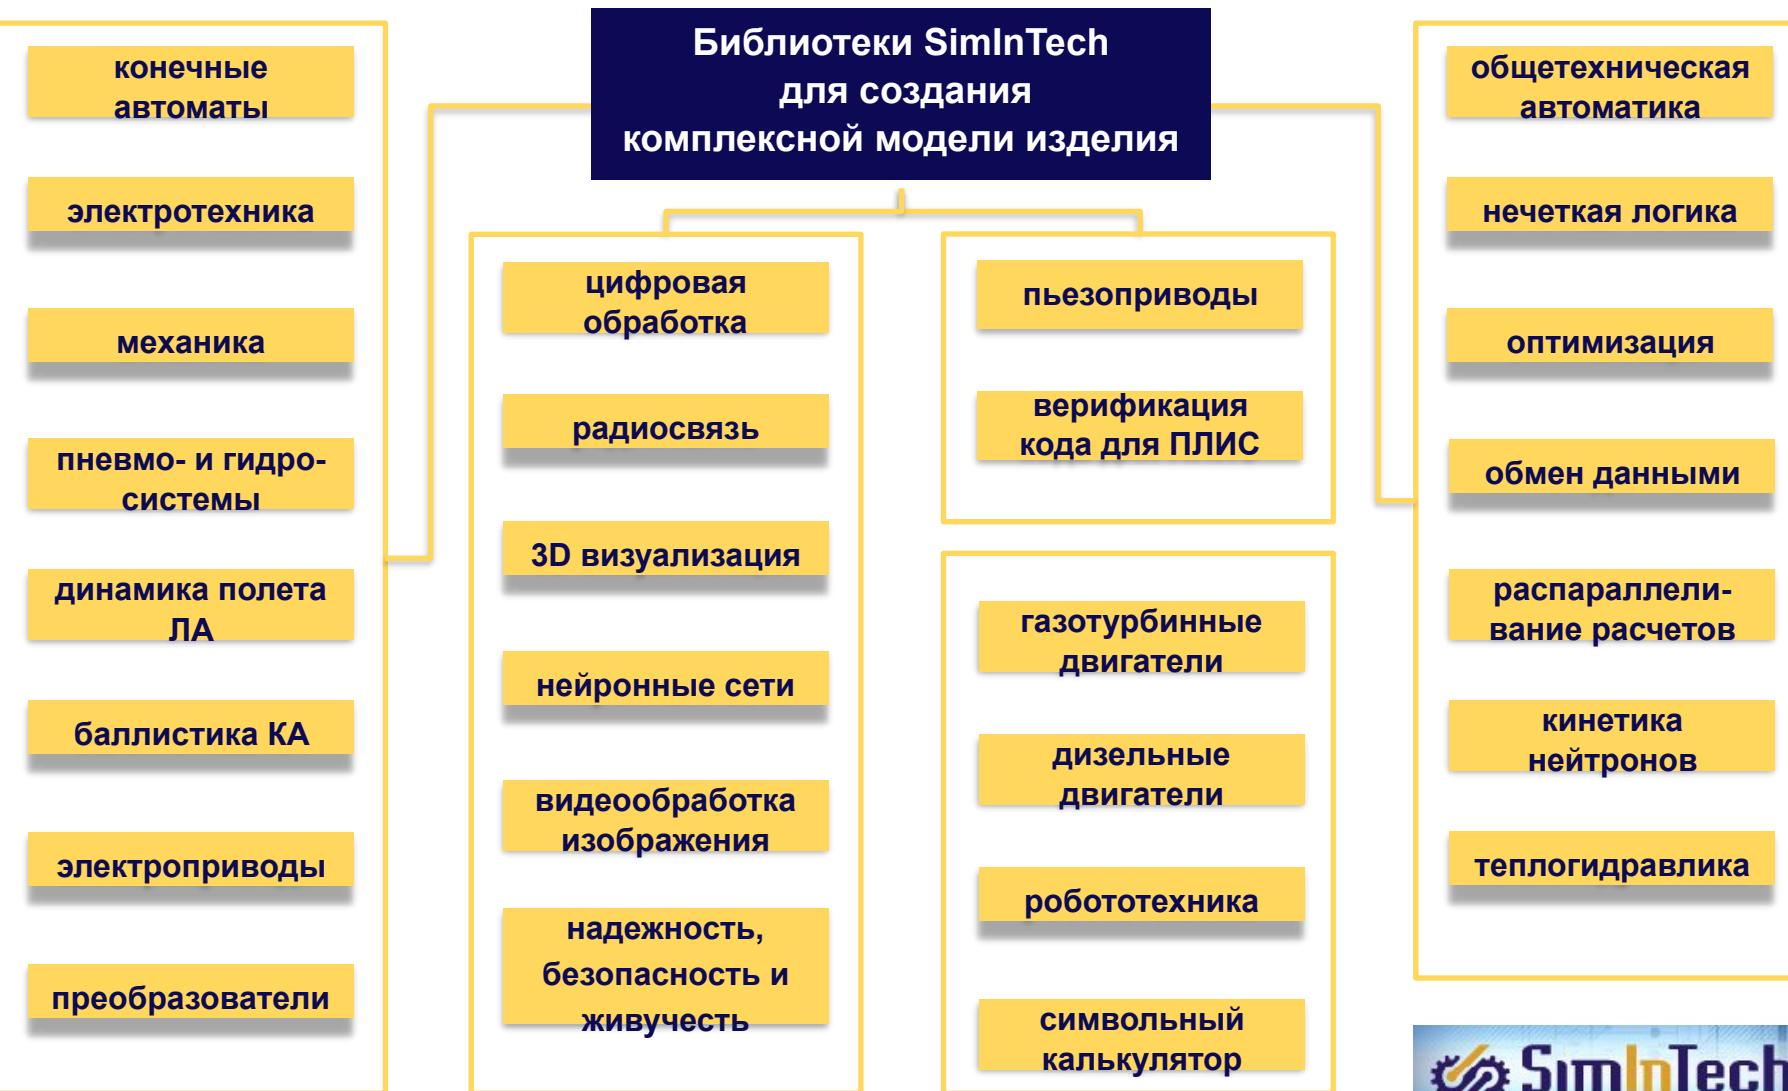 Библиотеки SimInTech
для создания
комплексной модели изделия
конечные
автоматы
электротехника
механика
пневмо- и гидро-
системы
динамика полета
ЛА
баллистика КА
электроприводы
преобразователи
цифровая
обработка
радиосвязь
3D визуализация
нейронные сети
видеообработка
изображения
надежность,
безопасность и
живучесть
пьезоприводы
верификация
кода для ПЛИС
газотурбинные
двигатели
дизельные
двигатели
робототехника
символьный
калькулятор
общетехническая
автоматика
нечеткая логика
оптимизация
обмен данными
распараллели-
вание расчетов
кинетика
нейтронов
теплогидравлика
SimInTech